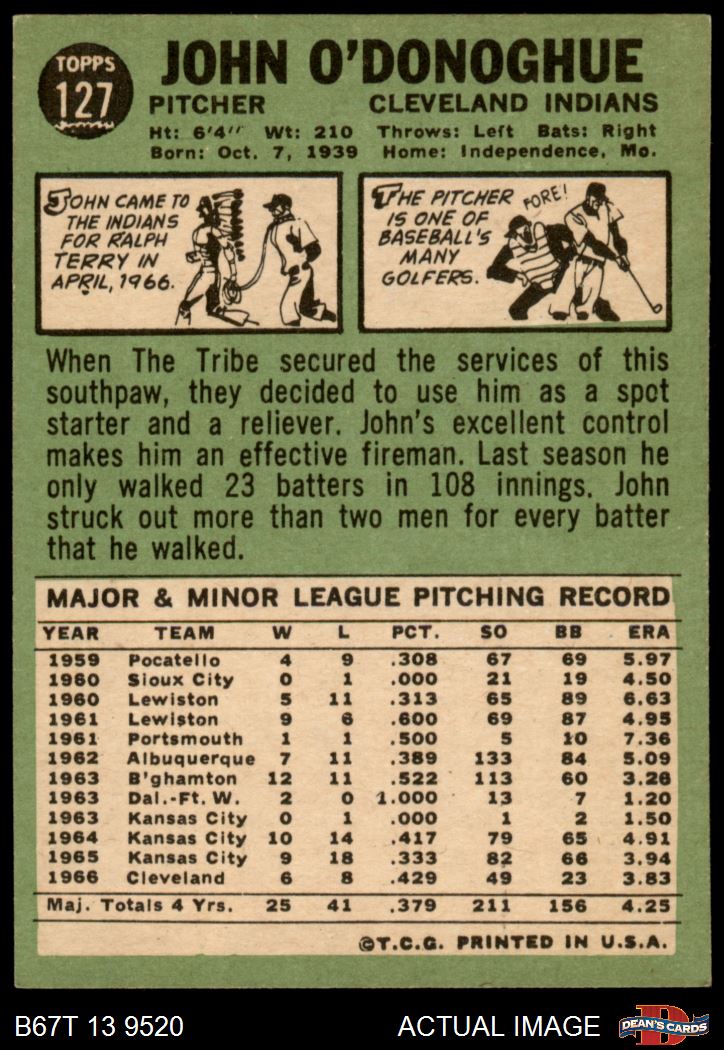 TOPPS
127
JOHN O'DONOGHUE
PITCHER CLEVELAND INDIANS
Ht: 6'4" Wt: 210 Throws: Left Bats: Right
Born: Oct. 7, 1939 Home: Independence, Mo.
JOHN CAME TO
THE INDIANS
FOR RALPH
TERRY IN
APRIL, 1966.
THE PITCHER
IS ONE OF
BASEBALL'S
MANY
GOLFERS.
FORE!
When The Tribe secured the services of this
southpaw, they decided to use him as a spot
starter and a reliever. John's excellent control
makes him an effective fireman. Last season he
only walked 23 batters in 108 innings. John
struck out more than two men for every batter
that he walked.
MAJOR & MINOR LEAGUE PITCHING RECORD
YEAR TEAM W L PCT. SO BB ERA
1959 Pocatello 4 9 .308 67 69 5.97
1960 Sioux City 0 1 .000 21 19 4.50
1960 Lewiston 5 11 .313 65 89 6.63
1961 Lewiston 9 6 .600 69 87 4.95
1961 Portsmouth 1 1 .500 5 10 7.36
1962 Albuquerque 7 11 .389 133 84 5.09
1963 B'ghamton 12 11 .522 113 60 3.26
1963 Dal.-Ft. W. 2 0 1.000 13 7 1.20
1963 Kansas City 0 1 .000 1 2 1.50
1964 Kansas City 10 14 .417 79 65 4.91
1965 Kansas City 9 18 .333 82 66 3.94
1966 Cleveland 6 8 .429 49 23 3.83
Maj. Totals 4 Yrs. 25 41 .379 211 156 4.25
©T.C.G. PRINTED IN U.S.A.
B67T 13 9520 ACTUAL IMAGE
D
DEAN'S CARDS